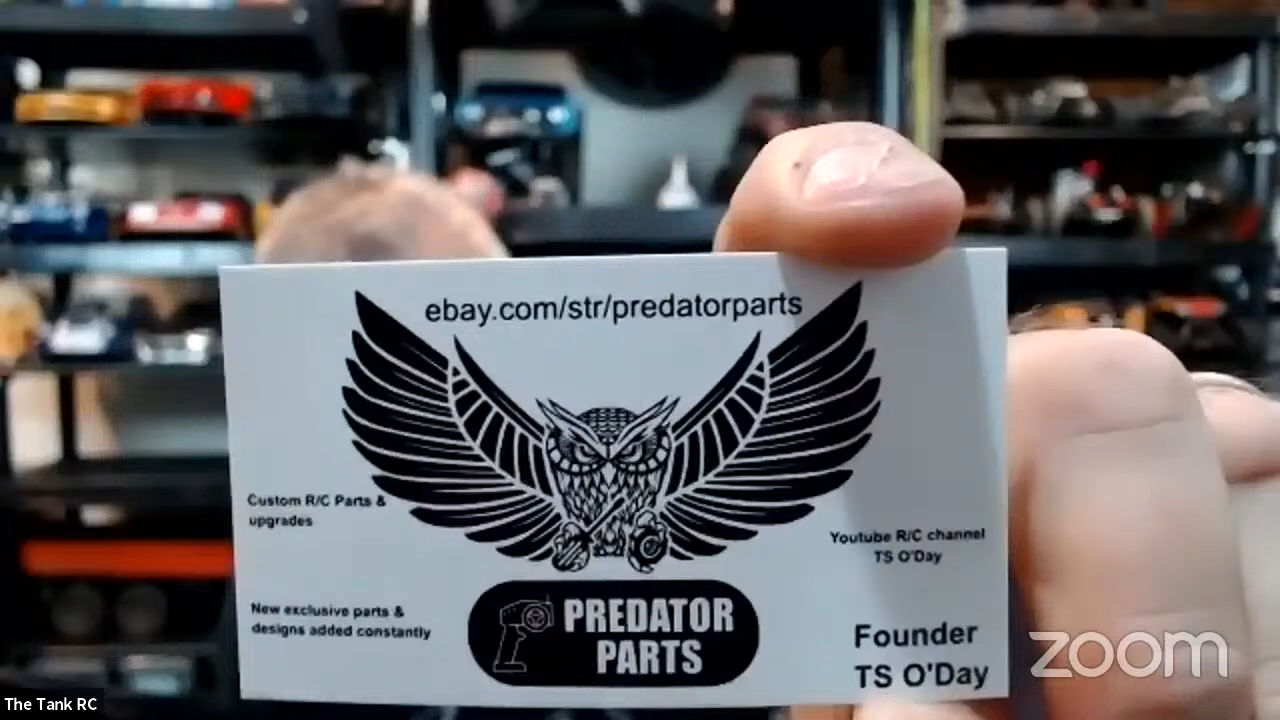 ebay.com/str/predatorparts
Custom R/C Parts &
upgrades
Youtube R/C channel
TS O'Day
New exclusive parts &
designs added constantly
PREDATOR
PARTS
Founder
TS O'Day
zoom
The Tank RC